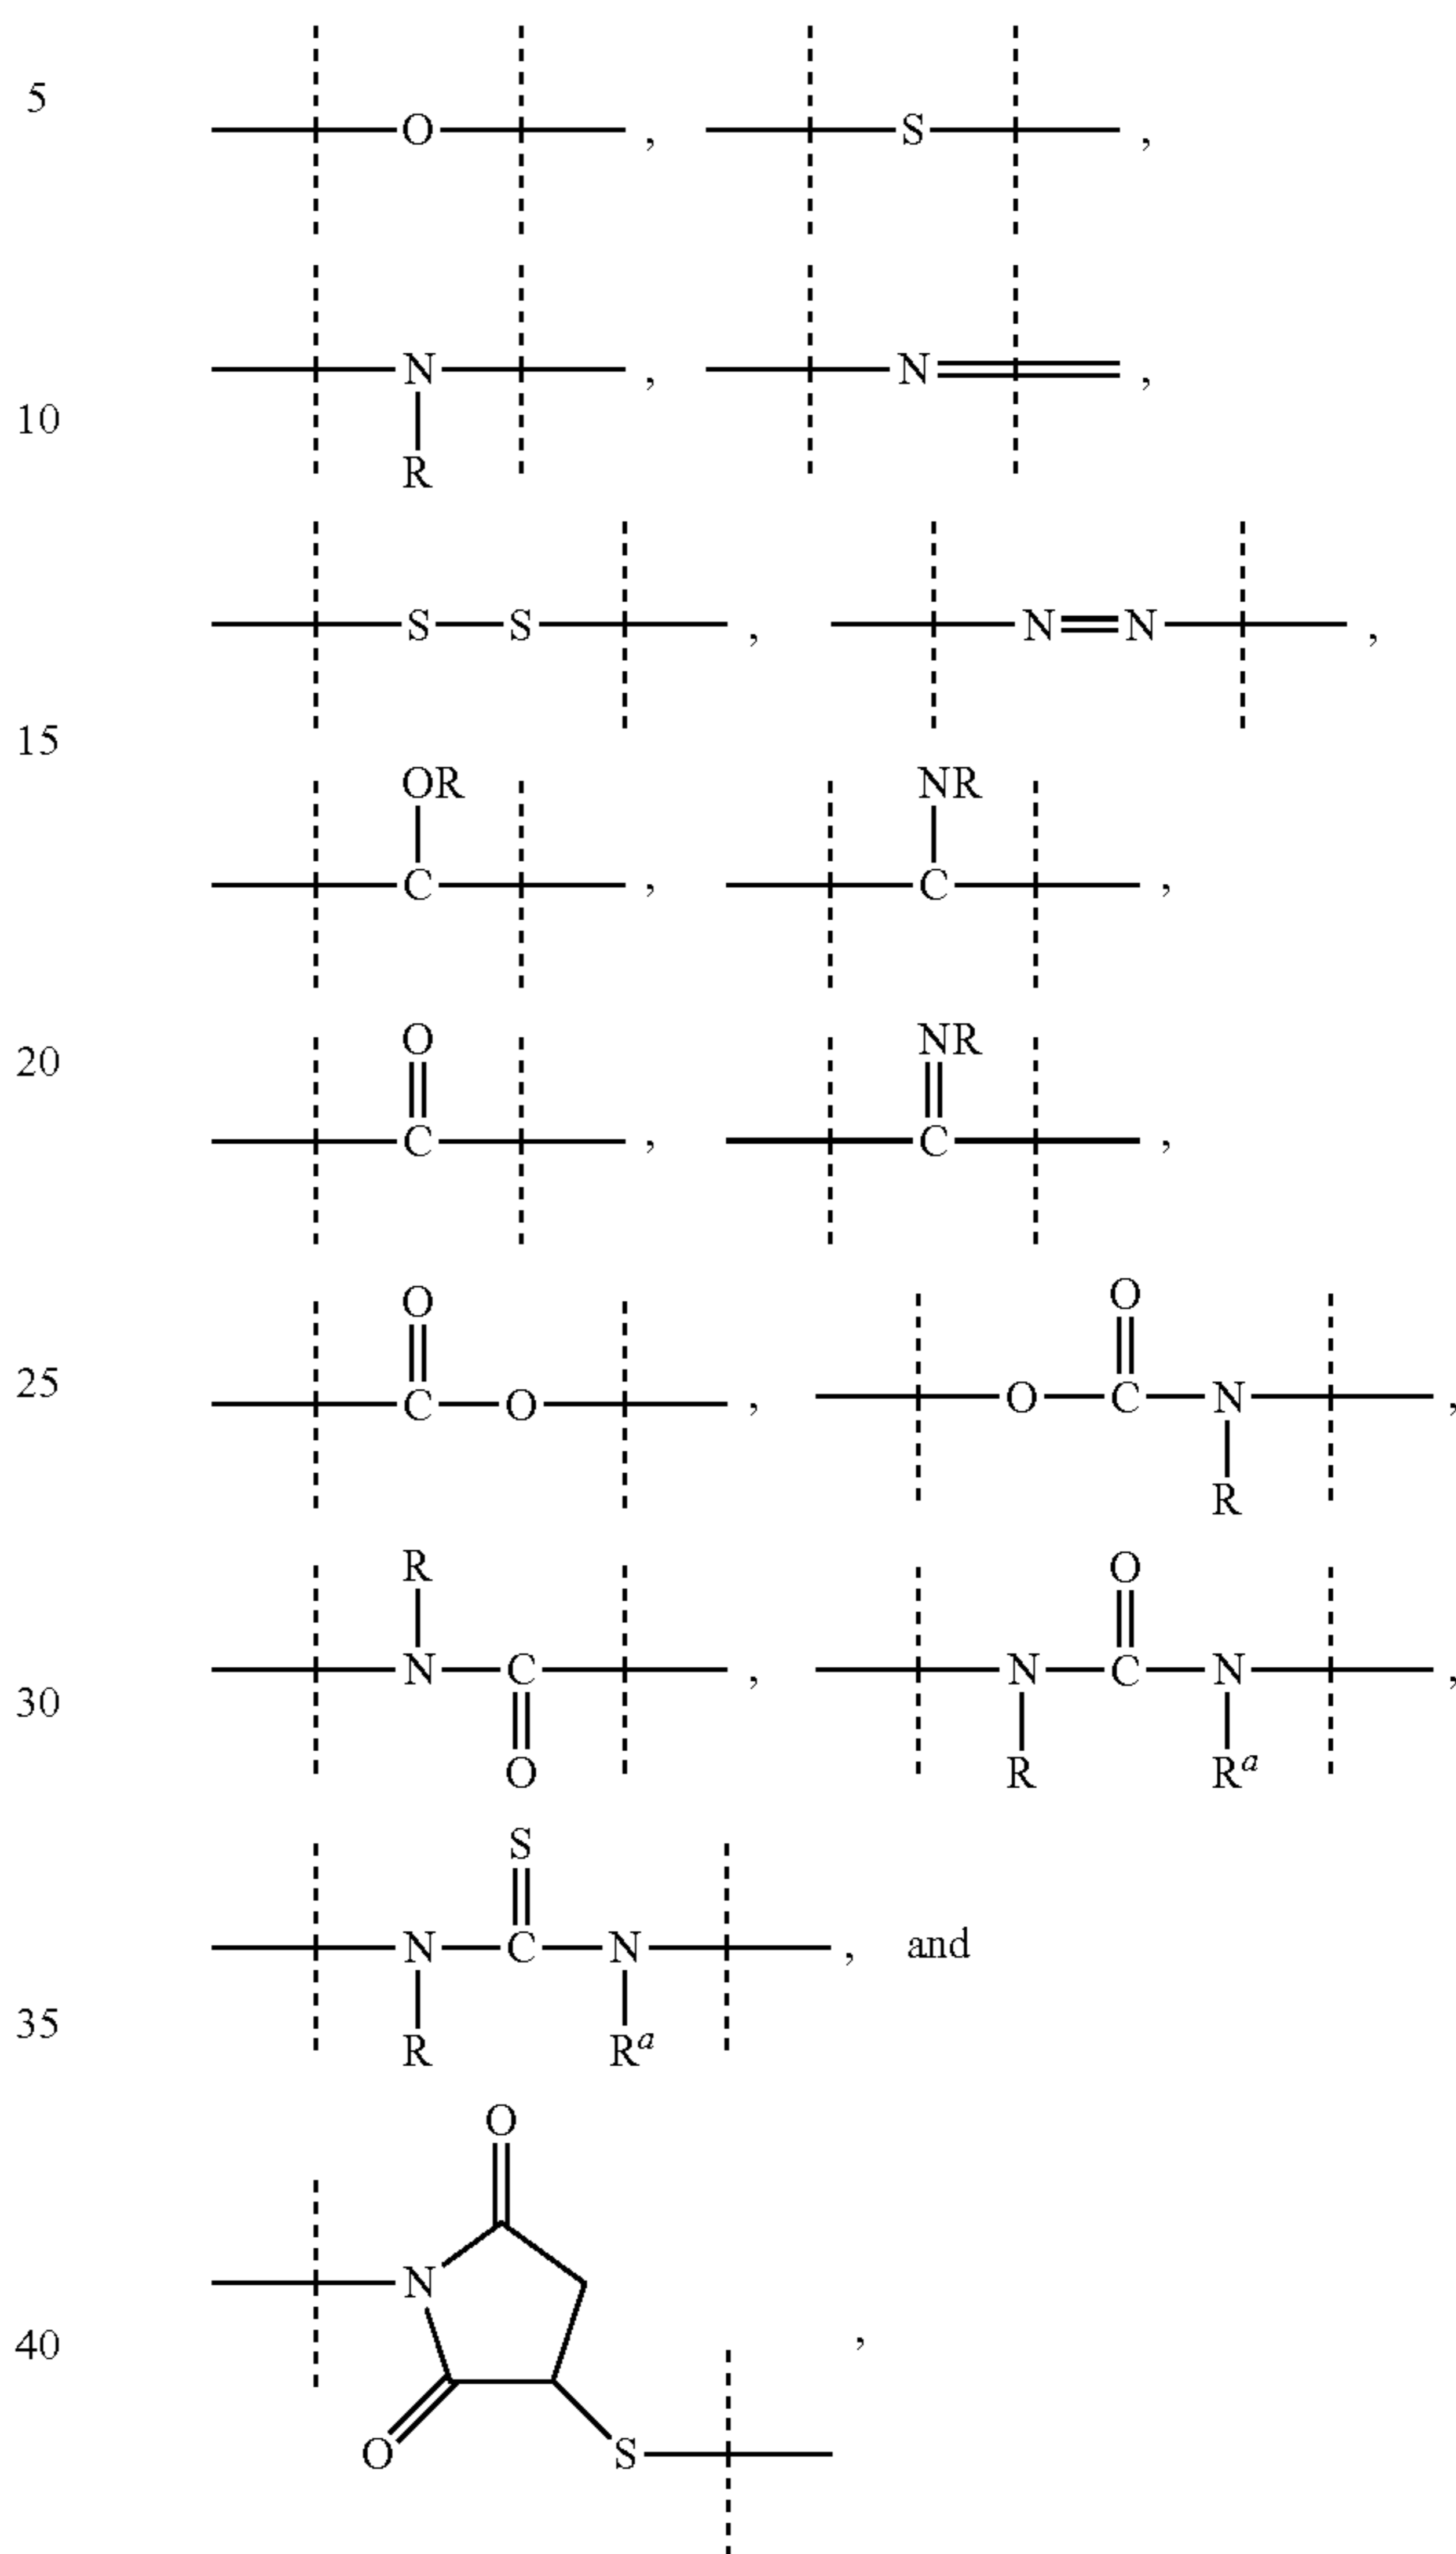 5
O , S ,
N , N ,
10
R
S S , N N ,
15
OR NR
C , C ,
O NR
20
C , C ,
O O
25
C O , O C N ,
R
R O
N C , N C N ,
30
O R Rᵃ
S
N C N , and
35
R Rᵃ
O
N
40
,
O S